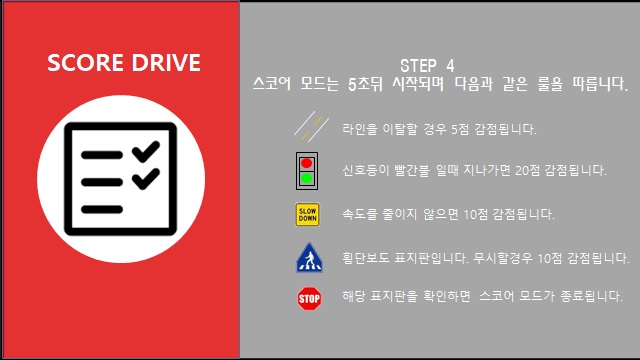 SCORE DRIVE
STEP 4
스코어 모드는 5초뒤 시작되며 다음과 같은 룰을 따릅니다.
라인을 이탈할 경우 5점 감점됩니다.
신호등이 빨간불 일때 지나가면 20점 감점됩니다.
SLOW
DOWN
속도를 줄이지 않으면 10점 감점됩니다.
횡단보도 표지판입니다. 무시할경우 10점 감점됩니다.
STOP
해당 표지판을 확인하면 스코어 모드가 종료됩니다.